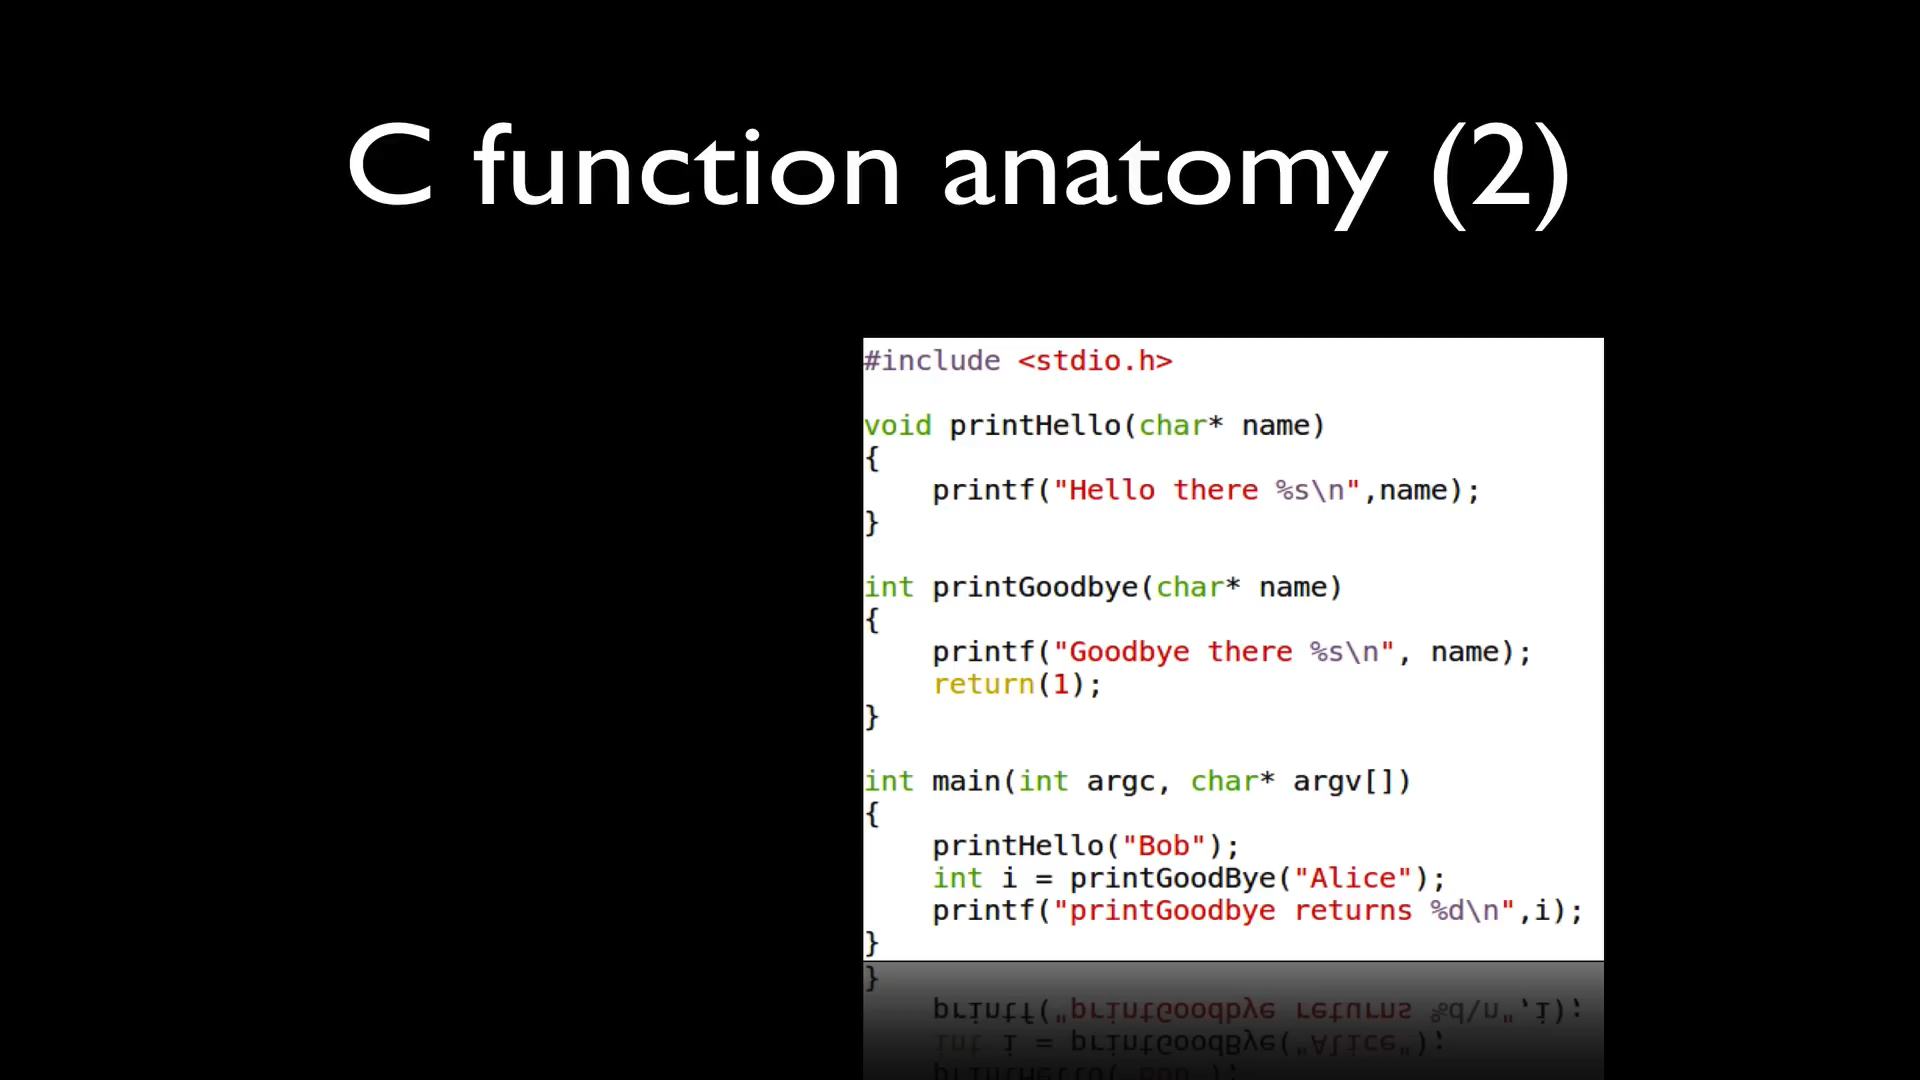 C function anatomy (2)
#include <stdio.h>
void printHello(char* name)
{
    printf("Hello there %s\n",name);
}
int printGoodbye(char* name)
{
    printf("Goodbye there %s\n", name);
    return(1);
}
int main(int argc, char* argv[])
{
    printHello("Bob");
    int i = printGoodBye("Alice");
    printf("printGoodbye returns %d\n",i);
}